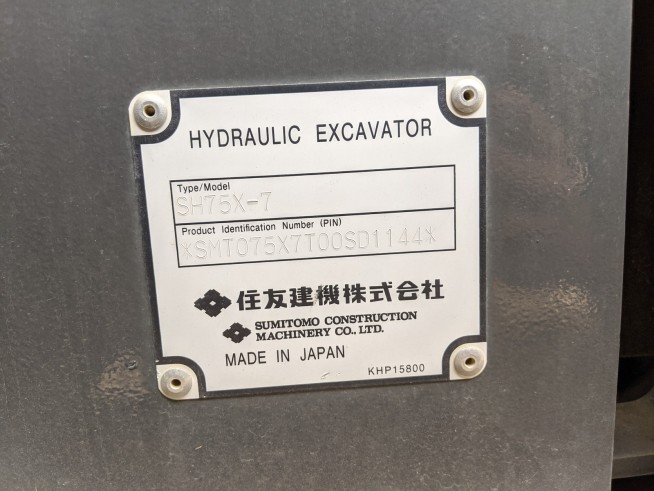 HYDRAULIC EXCAVATOR
Type/Model
SH75X-7
Product Identification Number (PIN)
*SMT075X7T00SD1144*
住友建機株式会社
SUMITOMO CONSTRUCTION
MACHINERY CO., LTD.
MADE IN JAPAN
KHP15800